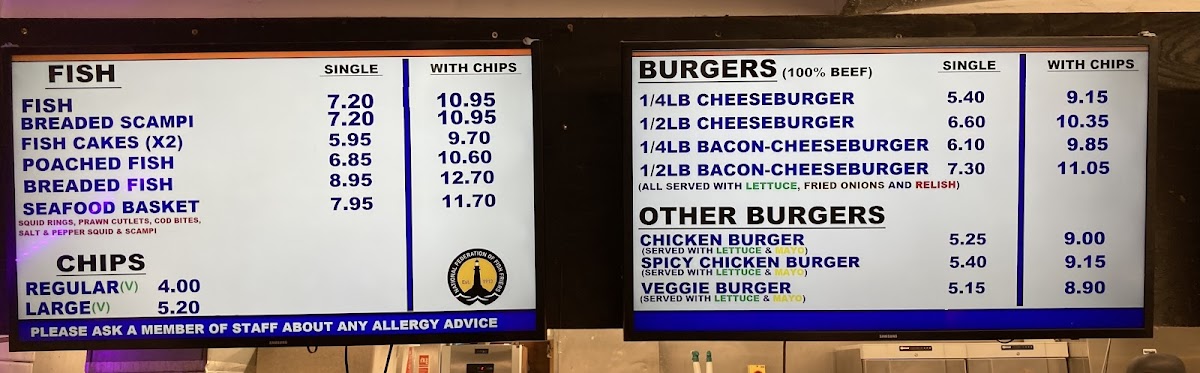 FISH SINGLE WITH CHIPS
FISH 7.20 10.95
BREADED SCAMPI 7.20 10.95
FISH CAKES (X2) 5.95 9.70
POACHED FISH 6.85 10.60
BREADED FISH 8.95 12.70
SEAFOOD BASKET 7.95 11.70
SQUID RINGS, PRAWN CUTLETS, COD BITES,
SALT & PEPPER SQUID & SCAMPI
CHIPS
REGULAR(V) 4.00
LARGE(V) 5.20
NATIONAL FEDERATION OF FISH FRIERS
PLEASE ASK A MEMBER OF STAFF ABOUT ANY ALLERGY ADVICE
SAMSUNG
BURGERS (100% BEEF) SINGLE WITH CHIPS
1/4LB CHEESEBURGER 5.40 9.15
1/2LB CHEESEBURGER 6.60 10.35
1/4LB BACON-CHEESEBURGER 6.10 9.85
1/2LB BACON-CHEESEBURGER 7.30 11.05
(ALL SERVED WITH LETTUCE, FRIED ONIONS AND RELISH)
OTHER BURGERS
CHICKEN BURGER 5.25 9.00
(SERVED WITH LETTUCE & MAYO)
SPICY CHICKEN BURGER 5.40 9.15
(SERVED WITH LETTUCE & MAYO)
VEGGIE BURGER 5.15 8.90
(SERVED WITH LETTUCE & MAYO)
SAMSUNG